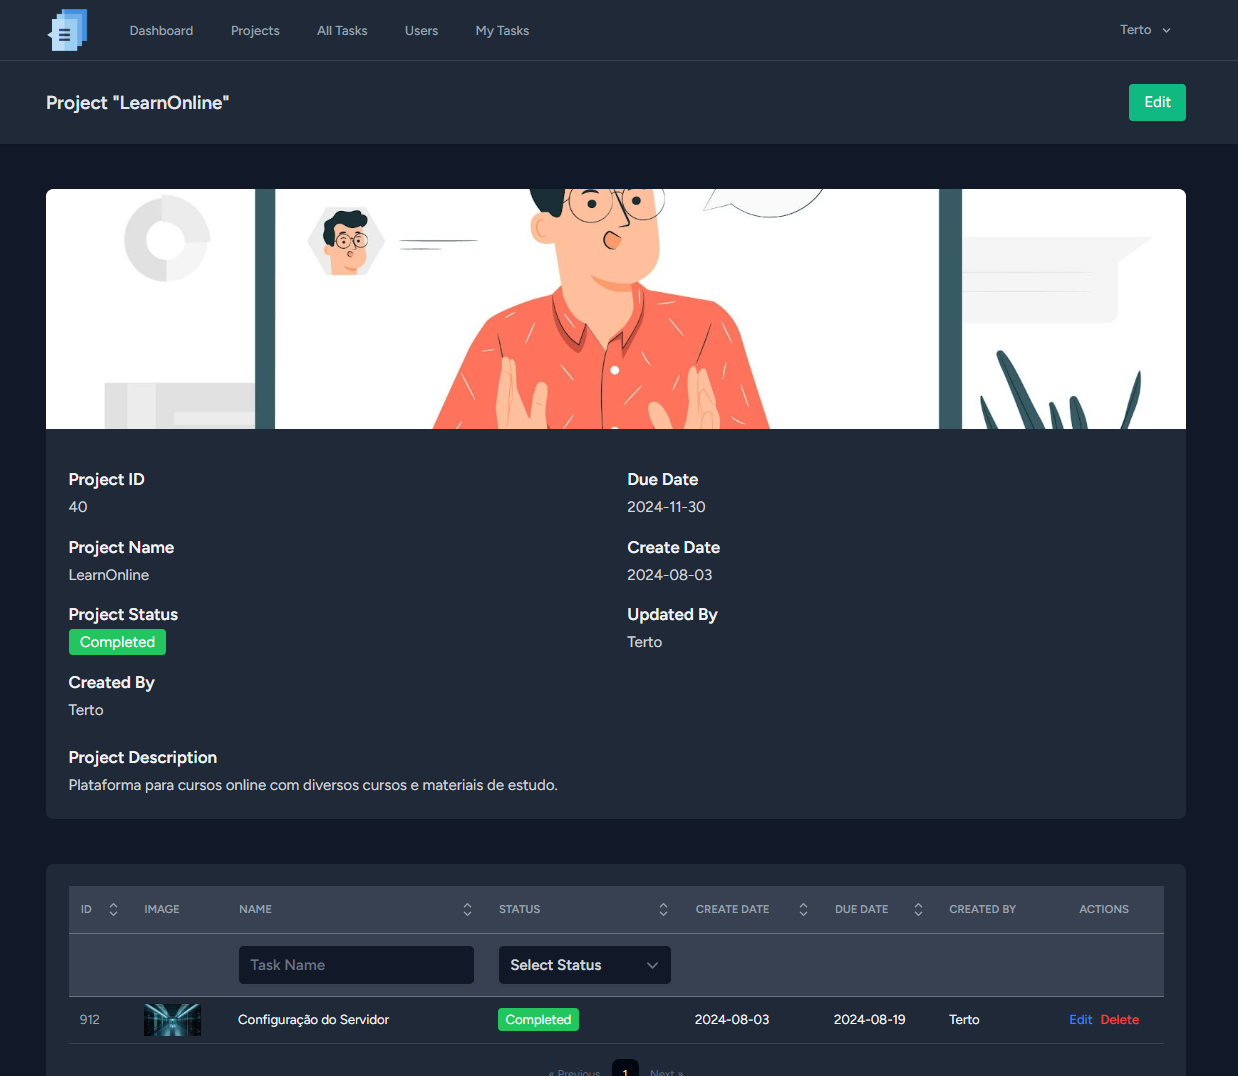 Dashboard Projects All Tasks Users My Tasks Terto
Project "LearnOnline" Edit
Project ID
40
Project Name
LearnOnline
Project Status
Completed
Created By
Terto
Due Date
2024-11-30
Create Date
2024-08-03
Updated By
Terto
Project Description
Plataforma para cursos online com diversos cursos e materiais de estudo.
ID IMAGE NAME STATUS CREATE DATE DUE DATE CREATED BY ACTIONS
Task Name Select Status
912 Configuração do Servidor Completed 2024-08-03 2024-08-19 Terto Edit Delete
« Previous 1 Next »